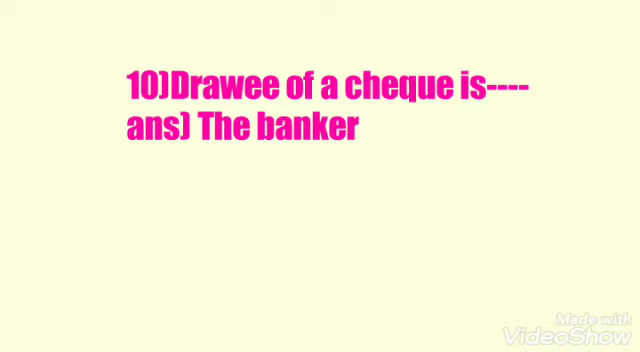 10)Drawee of a cheque is----
ans) The banker
Made with
VideoShow